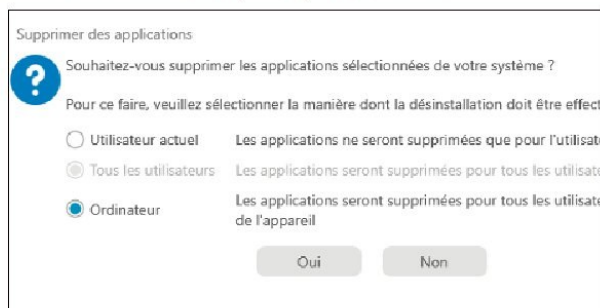 Supprimer des applications
?
Souhaitez-vous supprimer les applications sélectionnées de votre système ?
Pour ce faire, veuillez sélectionner la manière dont la désinstallation doit être effect
Utilisateur actuel Les applications ne seront supprimées que pour l'utilisate
Tous les utilisateurs Les applications seront supprimées pour tous les utilisate
Ordinateur Les applications seront supprimées pour tous les utilisate
de l'appareil
Oui Non